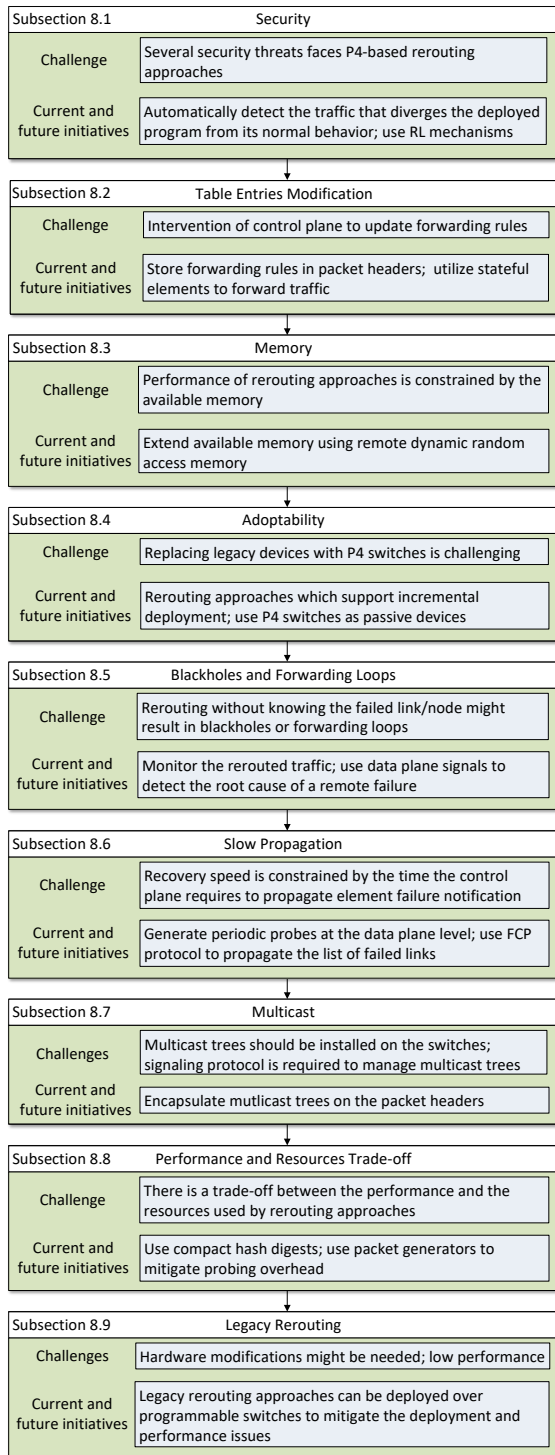 Subsection 8.1 Security
Challenge
Several security threats faces P4-based rerouting
approaches
Current and
future initiatives
Automatically detect the traffic that diverges the deployed
program from its normal behavior; use RL mechanisms
Subsection 8.2 Table Entries Modification
Challenge
Intervention of control plane to update forwarding rules
Current and
future initiatives
Store forwarding rules in packet headers; utilize stateful
elements to forward traffic
Subsection 8.3 Memory
Challenge
Performance of rerouting approaches is constrained by the
available memory
Current and
future initiatives
Extend available memory using remote dynamic random
access memory
Subsection 8.4 Adoptability
Challenge
Replacing legacy devices with P4 switches is challenging
Current and
future initiatives
Rerouting approaches which support incremental
deployment; use P4 switches as passive devices
Subsection 8.5 Blackholes and Forwarding Loops
Challenge
Rerouting without knowing the failed link/node might
result in blackholes or forwarding loops
Current and
future initiatives
Monitor the rerouted traffic; use data plane signals to
detect the root cause of a remote failure
Subsection 8.6 Slow Propagation
Challenge
Recovery speed is constrained by the time the control
plane requires to propagate element failure notification
Current and
future initiatives
Generate periodic probes at the data plane level; use FCP
protocol to propagate the list of failed links
Subsection 8.7 Multicast
Challenges
Multicast trees should be installed on the switches;
signaling protocol is required to manage multicast trees
Current and
future initiatives
Encapsulate mutlicast trees on the packet headers
Subsection 8.8 Performance and Resources Trade-off
Challenge
There is a trade-off between the performance and the
resources used by rerouting approaches
Current and
future initiatives
Use compact hash digests; use packet generators to
mitigate probing overhead
Subsection 8.9 Legacy Rerouting
Challenges
Hardware modifications might be needed; low performance
Current and
future initiatives
Legacy rerouting approaches can be deployed over
programmable switches to mitigate the deployment and
performance issues